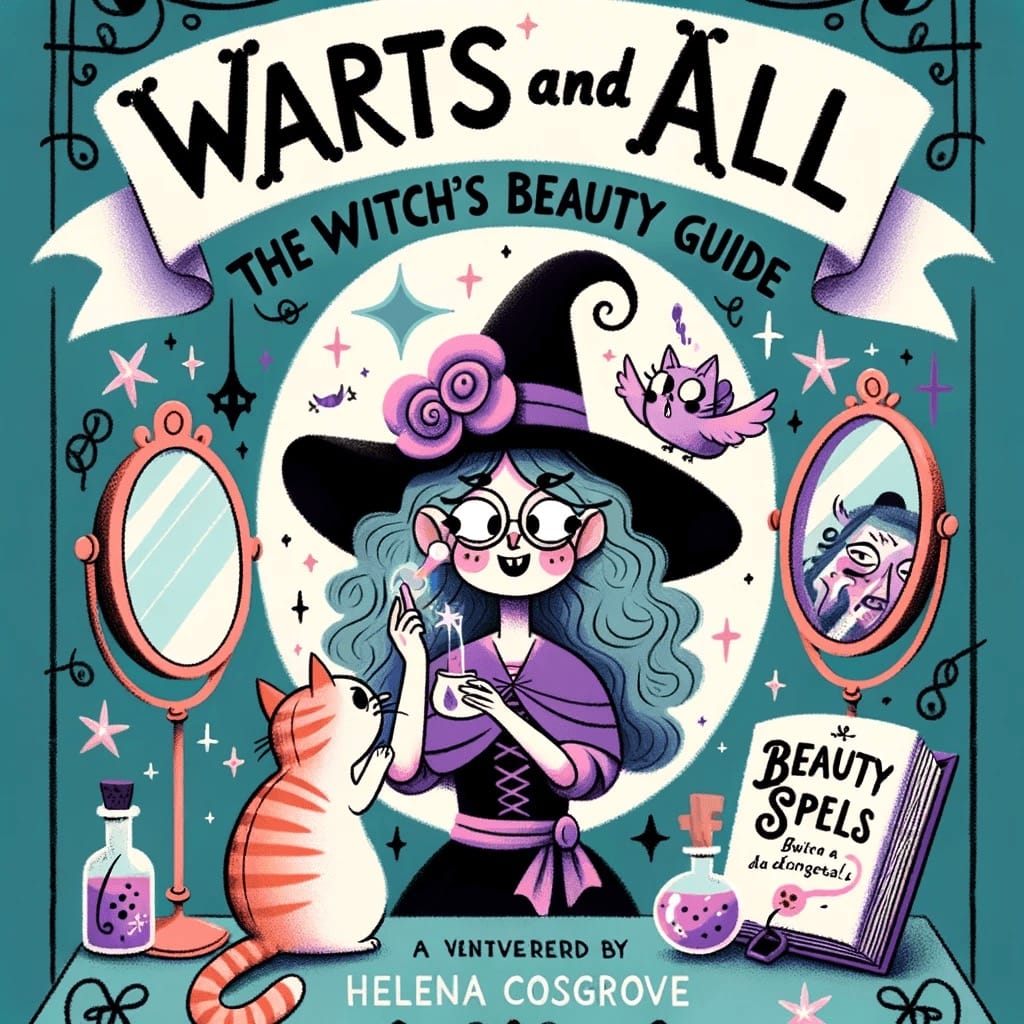 WARTS and ALL
THE WITCH'S BEAUTY GUIDE
BEAUTY
SPELS
A VENTVERERD BY
HELENA COSGROVE